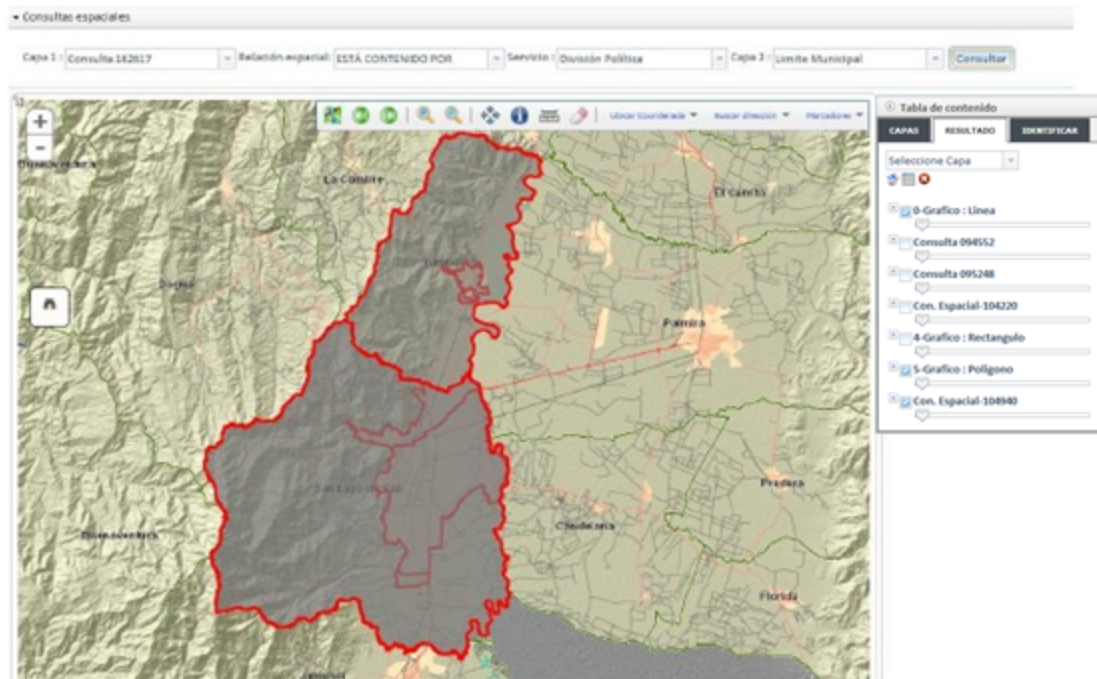 Consultas espaciales
Capa 1 : Consulta 182617 Relación espacial: ESTÁ CONTENIDO POR Servicio : División Política Capa 2 : Limite Municipal Consultar
Ubicar Coordenada Buscar dirección Marcadores
Tabla de contenido
CAPAS RESULTADO IDENTIFICAR
Seleccione Capa
0-Grafico : Linea
Consulta 094552
Consulta 095248
Con. Espacial-104220
4-Grafico : Rectangulo
5-Grafico : Poligono
Con. Espacial-104940
+
-
Buenaventura
La Cumbre
El Cerrito
Dagua
Palmira
Pradera
Candelaria
Buenaventura
Florida